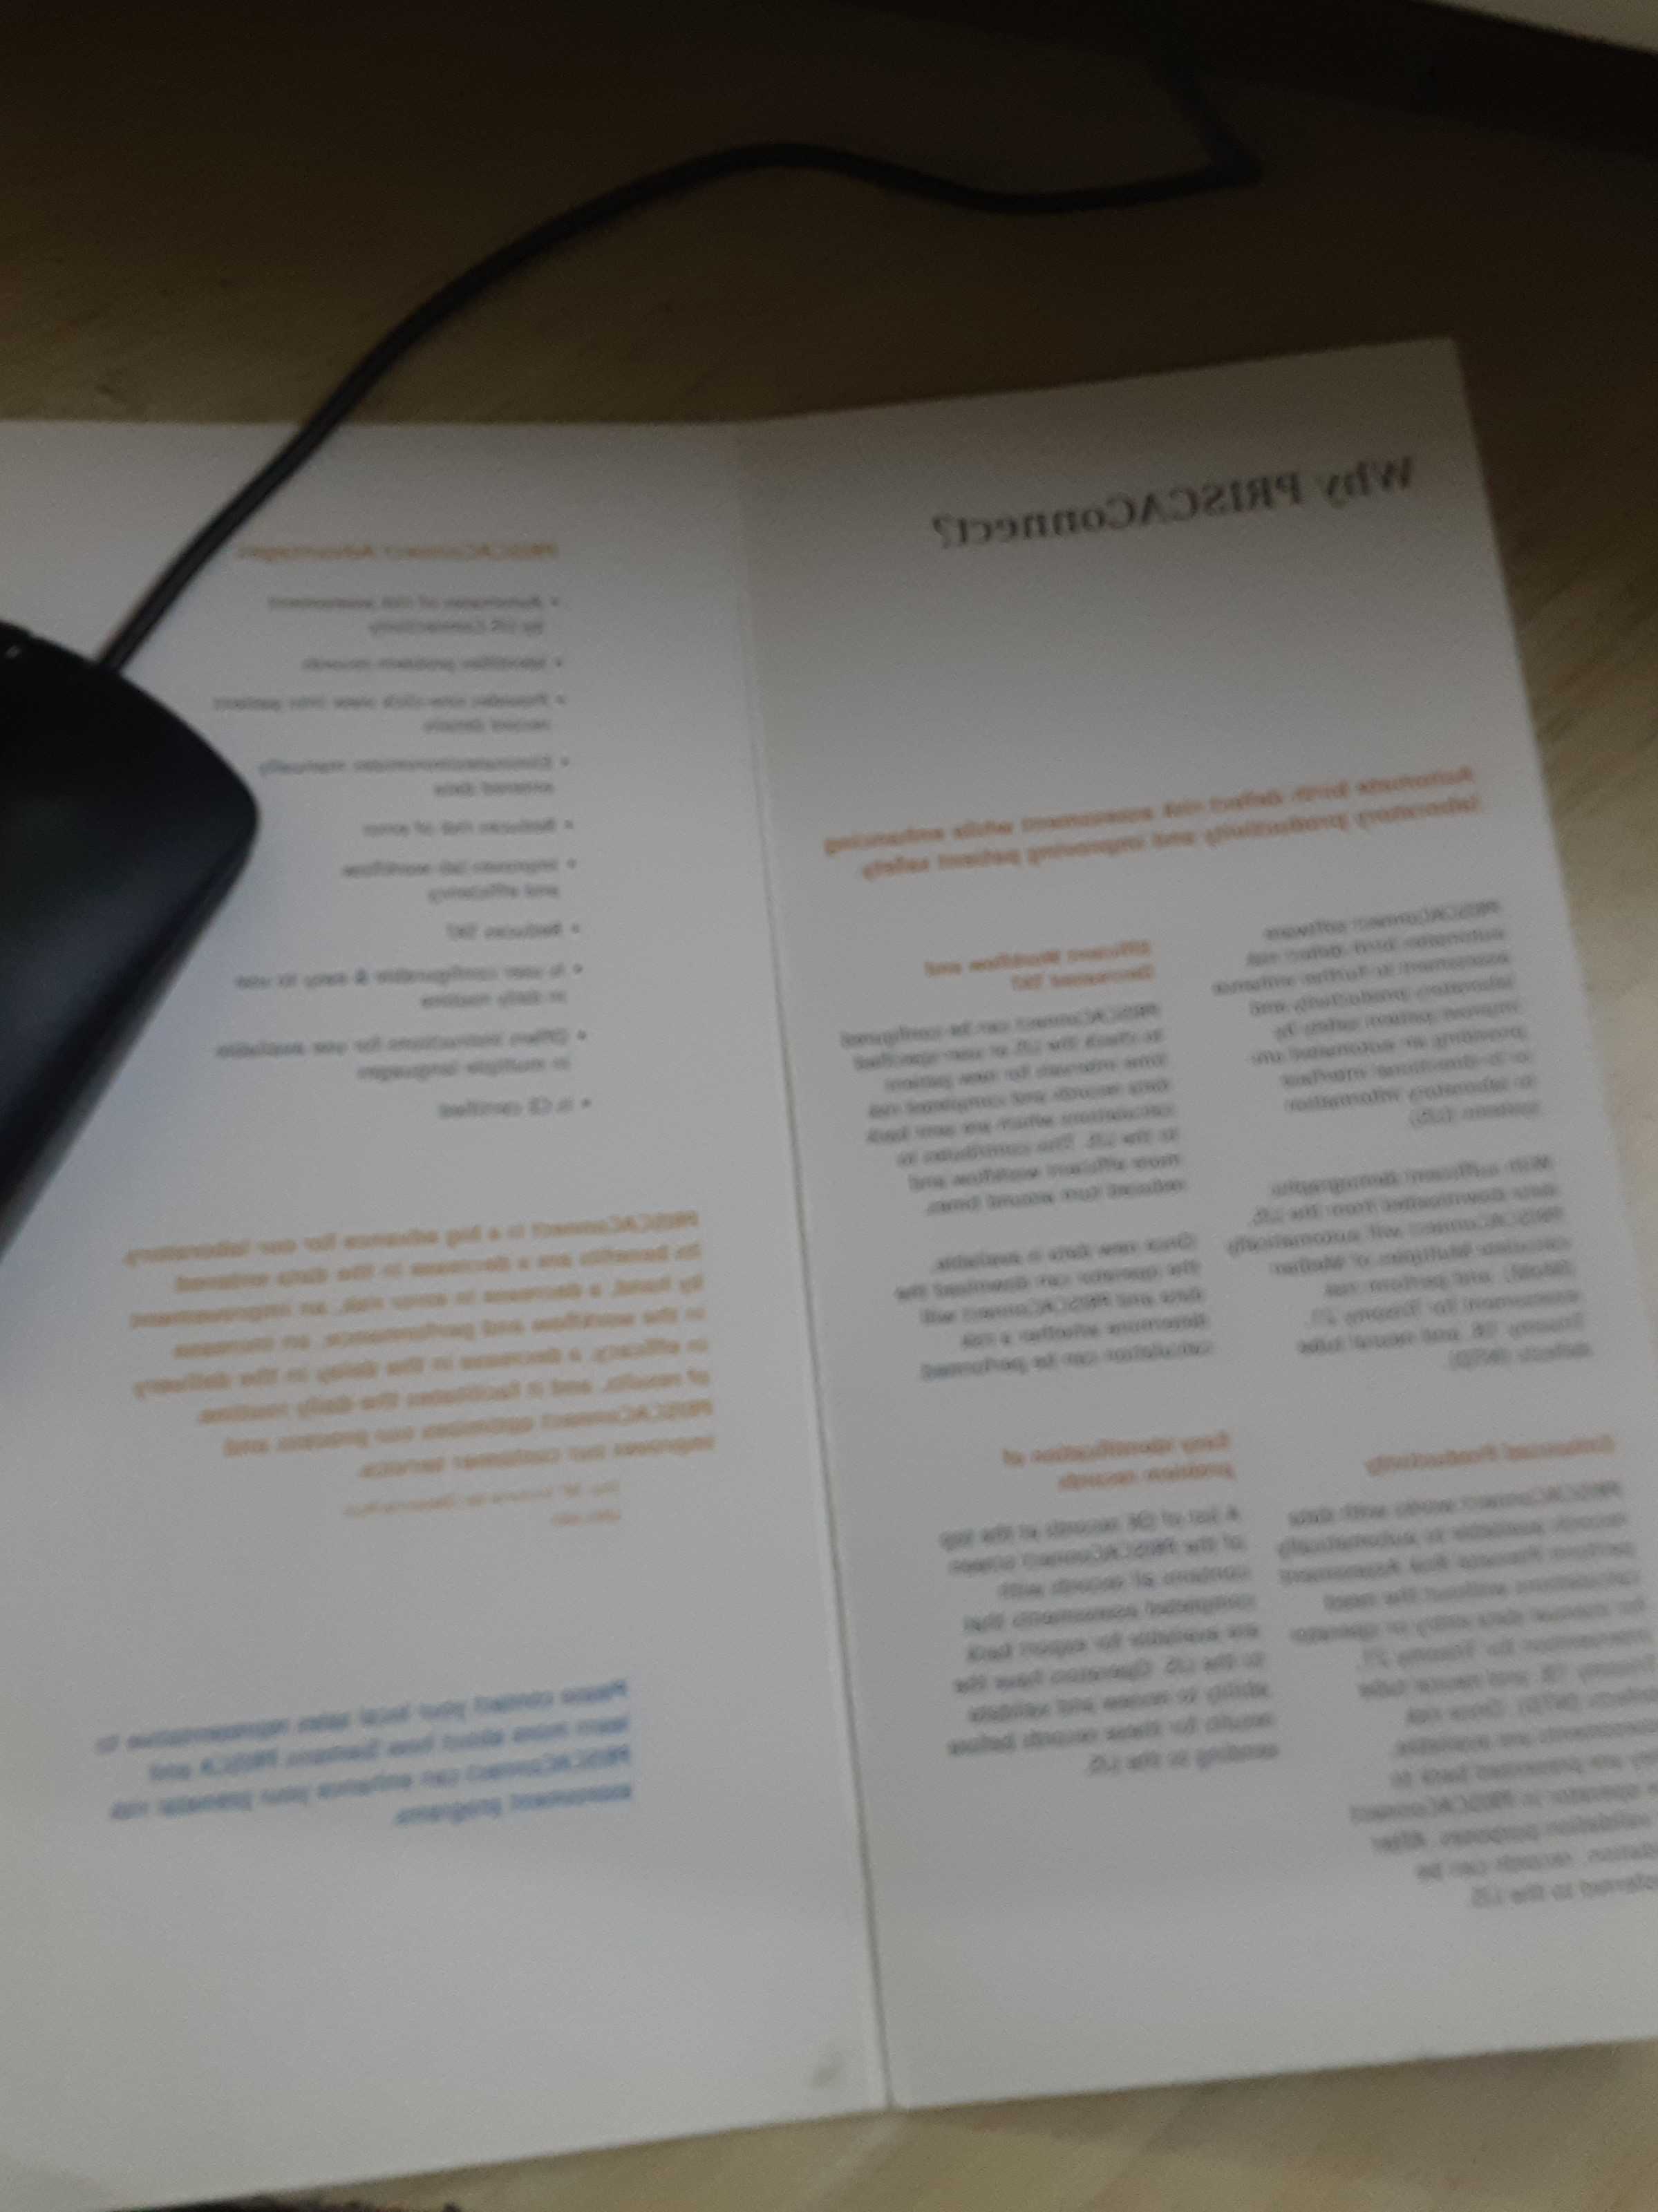 Why PRISCAConnect?
Automate birth defect risk assessment while enhancing
laboratory productivity and improving patient safety
PRISCAConnect software
automates birth defect risk
assessment to further enhance
laboratory productivity and
improve patient safety by
providing an automated
bi-directional interface
to laboratory information
systems (LIS).
With sufficient demographic
data downloaded from the LIS,
PRISCAConnect will automatically
calculate Multiples of Median
(MoM), and perform risk
assessment for Trisomy 21,
Trisomy 18, and neural tube
defects (NTD).
Enhanced Productivity
PRISCAConnect works with data
records available to automatically
perform Prenatal Risk Assessment
calculations without the need
for manual data entry or operator
intervention for Trisomy 21,
Trisomy 18, and neural tube
defects (NTD). Once risk
assessments are available,
they are presented back to
operator in PRISCAConnect
validation purposes. After
records can be
to the LIS.
Efficient Workflow and
Decreased TAT
PRISCAConnect can be configured
to check the LIS at user-specified
time intervals for new patient
data records and completed risk
calculations which are sent back
to the LIS. This contributes to
more efficient workflow and
reduced turn around times.
Once new data is available,
the operator can download the
data and PRISCAConnect will
determine whether a risk
calculation can be performed.
Easy identification of
problem records
A list of OK records at the top
of the PRISCAConnect screen
contains all records with
completed assessments that
are available for export back
to the LIS. Operators have the
ability to review and validate
results for these records before
sending to the LIS.
PRISCAConnect Advantages
• Automates of risk assessment
by LIS Connectivity
• Identifies problem records
• Provides one-click view into patient
record details
• manually
entered data
• Reduces risk of error
• Improves lab workflow
and efficiency
• Reduces TAT
• Is user configurable & easy to use
in daily routine
• Offers instructions for use available
in multiple languages
• Is CE certified
PRISCAConnect is a big advance for our laboratory.
Its benefits are a decrease in the data entered
by hand, a decrease in error risk, an improvement
in the workflow and performance, an increase
in efficacy, a decrease in the delay in the delivery
of results, and it facilitates the daily routine.
PRISCAConnect optimizes our process and
improves our customer service.
Please contact your local sales representative to
learn more about how Siemens PRISCA and
PRISCAConnect can enhance your prenatal risk
assessment program.